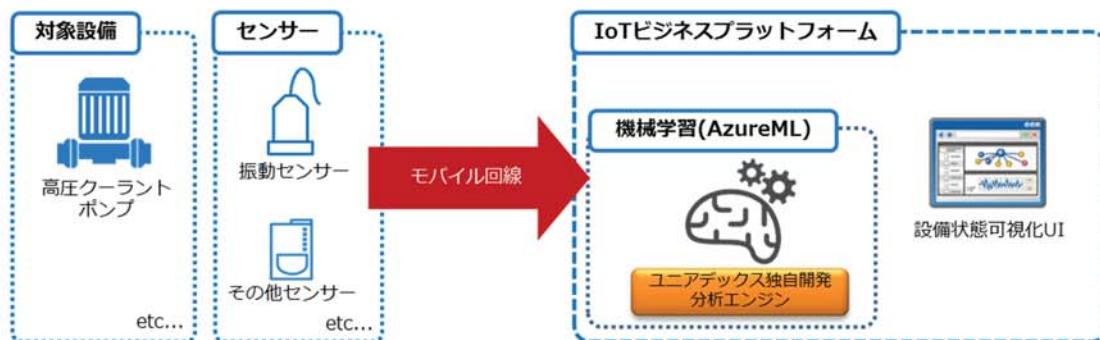 対象設備
高圧クーラント
ポンプ
etc...
センサー
振動センサー
その他センサー
etc...
モバイル回線
IoTビジネスプラットフォーム
機械学習(AzureML)
ユニアデックス独自開発
分析エンジン
設備状態可視化UI